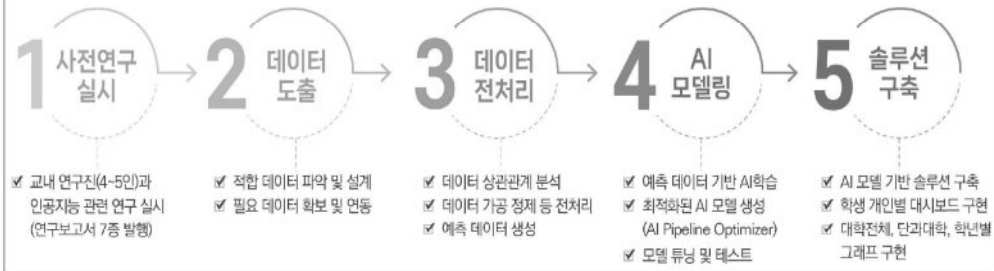 1 사전연구
실시
2 데이터
도출
3 데이터
전처리
4 AI
모델링
5 솔루션
구축
☑ 교내 연구진(4~5인)과
인공지능 관련 연구 실시
(연구보고서 7종 발행)
☑ 적합 데이터 파악 및 설계
☑ 필요 데이터 확보 및 연동
☑ 데이터 상관관계 분석
☑ 데이터 가공 정제 등 전처리
☑ 예측 데이터 생성
☑ 예측 데이터 기반 AI학습
☑ 최적화된 AI 모델 생성
(AI Pipeline Optimizer)
☑ 모델 튜닝 및 테스트
☑ AI 모델 기반 솔루션 구축
☑ 학생 개인별 대시보드 구현
☑ 대학전체, 단과대학, 학년별
그래프 구현